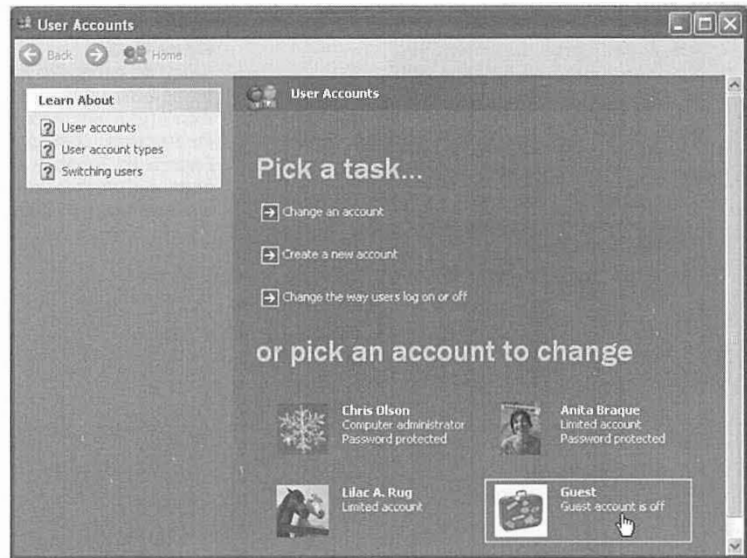 User Accounts
Back Home
Learn About
User accounts
User account types
Switching users
User Accounts
Pick a task...
Change an account
Create a new account
Change the way users log on or off
or pick an account to change
Chris Olson
Computer administrator
Password protected
Anita Braque
Limited account
Password protected
Lilac A. Rug
Limited account
Guest
Guest account is off